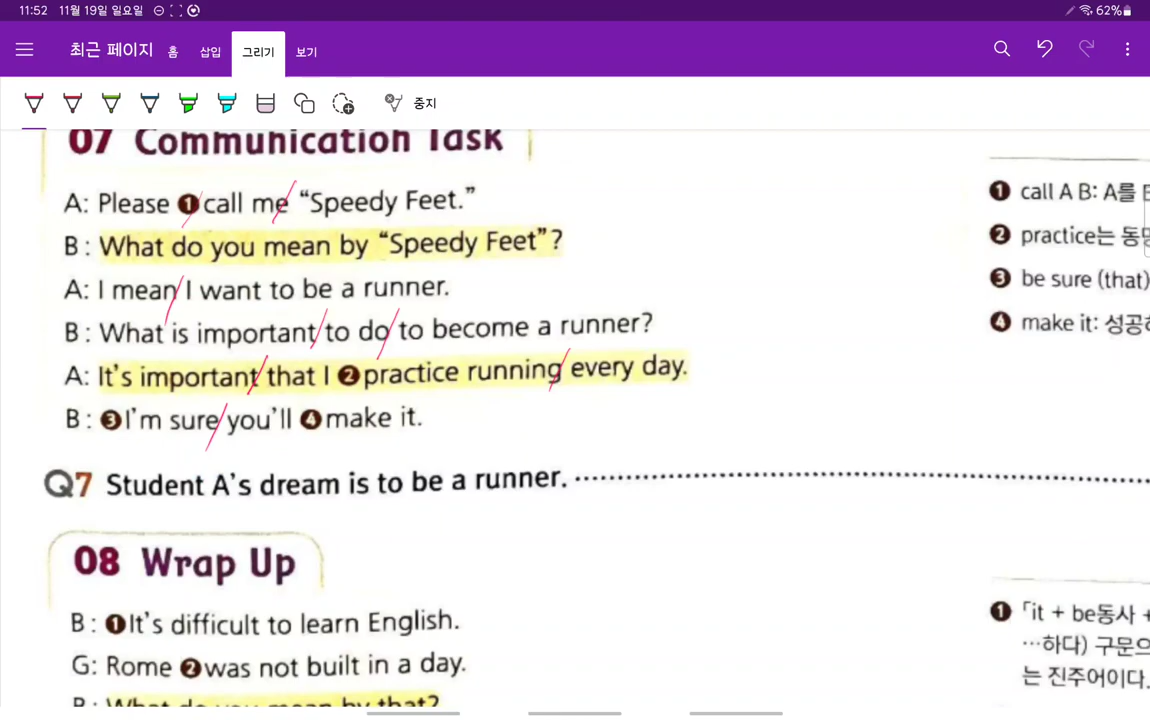 11:52 11월 19일 일요일 62%
최근 페이지 홈 삽입 그리기 보기
중지
07 Communication Task
A: Please ❶call me “Speedy Feet.”
B: What do you mean by “Speedy Feet”?
A: I mean I want to be a runner.
B: What is important to do to become a runner?
A: It's important that I ❷practice running every day.
B: ❸I'm sure you'll ❹make it.
❶ call A B: A를
❷ practice는
❸ be sure (that)
❹ make it:
Q7 Student A's dream is to be a runner.
08 Wrap Up
B: ❶It's difficult to learn English.
G: Rome ❷was not built in a day.
B: What do you mean by that?
❶ 「it + be동사 +
…하다)
는 진주어이다.